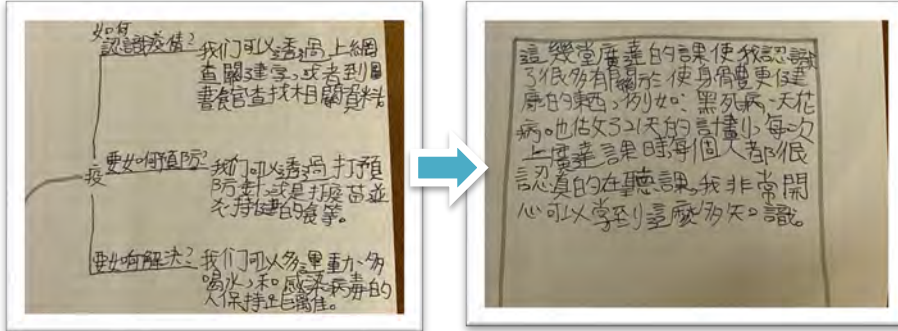 如何
認識疫情？
我们可以透過上網
查關建字，或者到圖
書館查找相關資料
疫
要如何預防？
我们可以透過打預
防針，或是打疫苗並
保持健的食等。
要如何解決？
我们可以多運動、多
喝水，和感染病毒的
人保持距離。
這幾堂廣達的課使我認識
了很多有關於使身體更健
康的東西，例如：黑死病、天花
病。也做了21天的計劃，每次
上廣達課時每個人都很
認真的在聽課，我非常開
心可以學到這麼多知識。